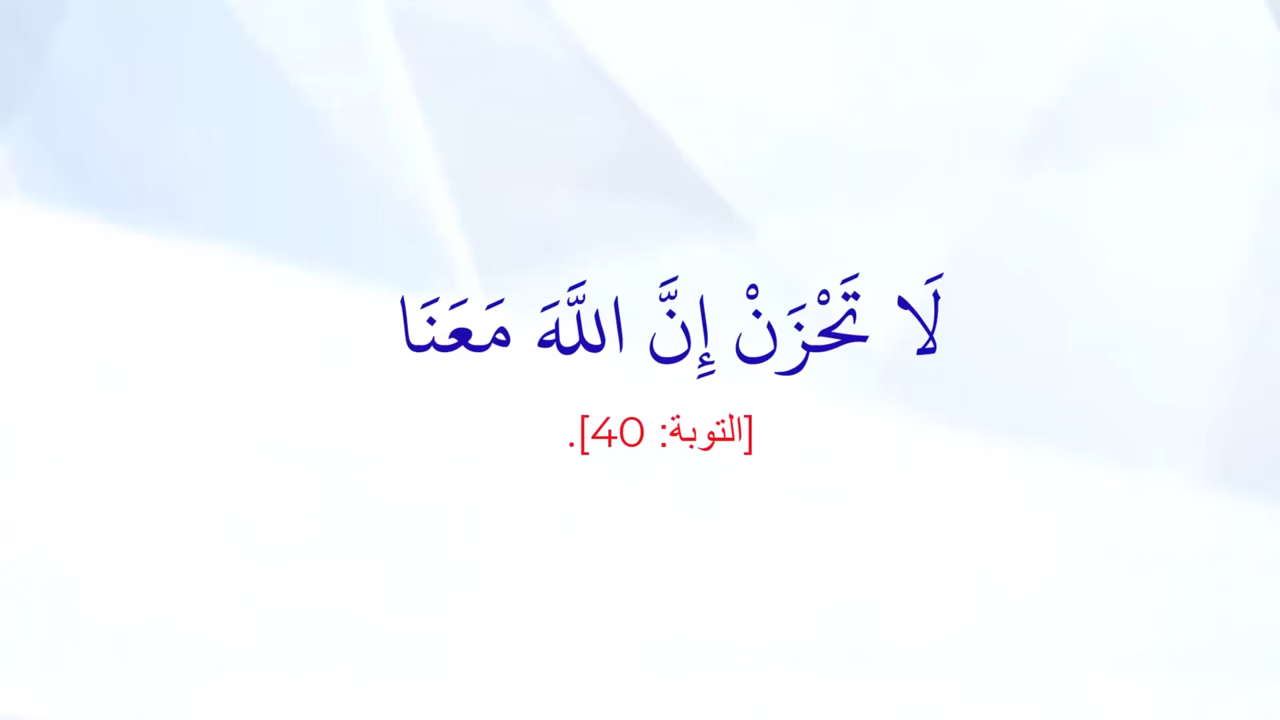 لَا تَحْزَنْ إِنَّ اللَّهَ مَعَنَا
[التوبة: 40].